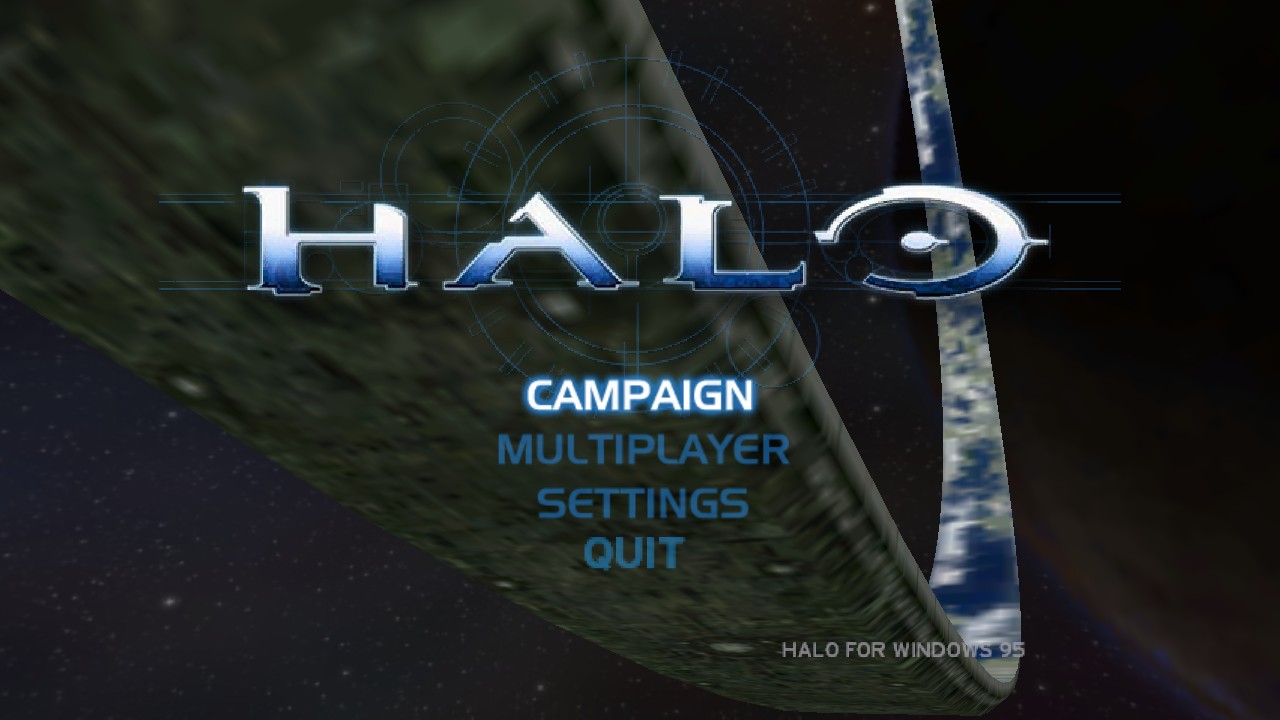 HALO
CAMPAIGN
MULTIPLAYER
SETTINGS
QUIT
HALO FOR WINDOWS 95